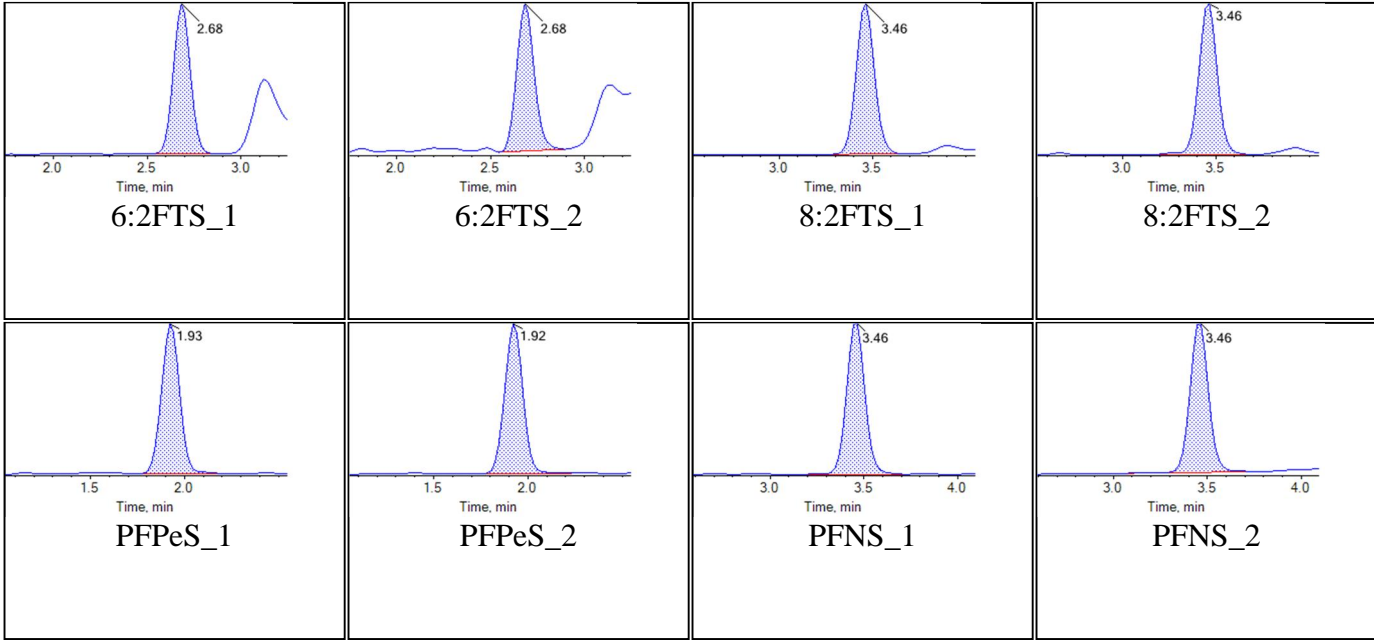 2.68
2.0 2.5 3.0
Time, min
6:2FTS_1
2.68
2.0 2.5 3.0
Time, min
6:2FTS_2
3.46
3.0 3.5
Time, min
8:2FTS_1
3.46
3.0 3.5
Time, min
8:2FTS_2
1.93
1.5 2.0
Time, min
PFPeS_1
1.92
1.5 2.0
Time, min
PFPeS_2
3.46
3.0 3.5 4.0
Time, min
PFNS_1
3.46
3.0 3.5 4.0
Time, min
PFNS_2